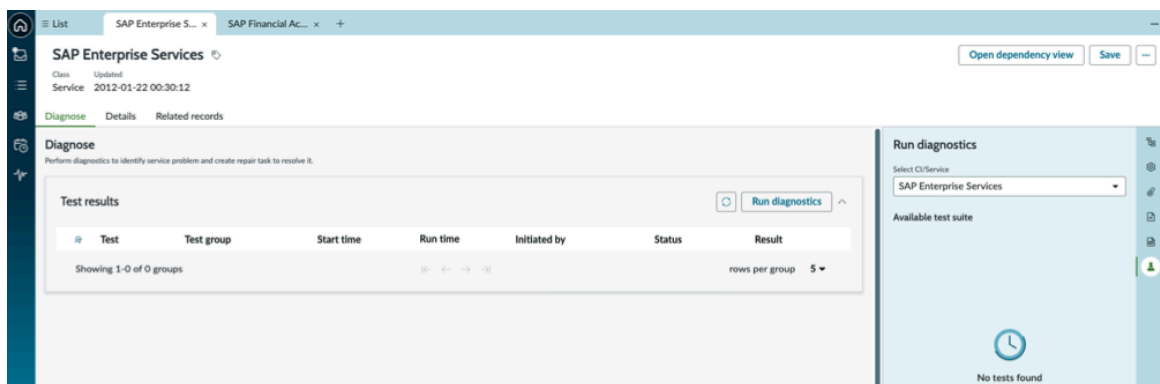 List SAP Enterprise S... × SAP Financial Ac... × +
SAP Enterprise Services
Open dependency view Save
Class Updated
Service 2012-01-22 00:30:12
Diagnose Details Related records
Diagnose
Perform diagnostics to identify service problem and create repair task to resolve it.
Test results
Run diagnostics
Test Test group Start time Run time Initiated by Status Result
Showing 1-0 of 0 groups
rows per group 5
Run diagnostics
Select CI/Service
SAP Enterprise Services
Available test suite
No tests found